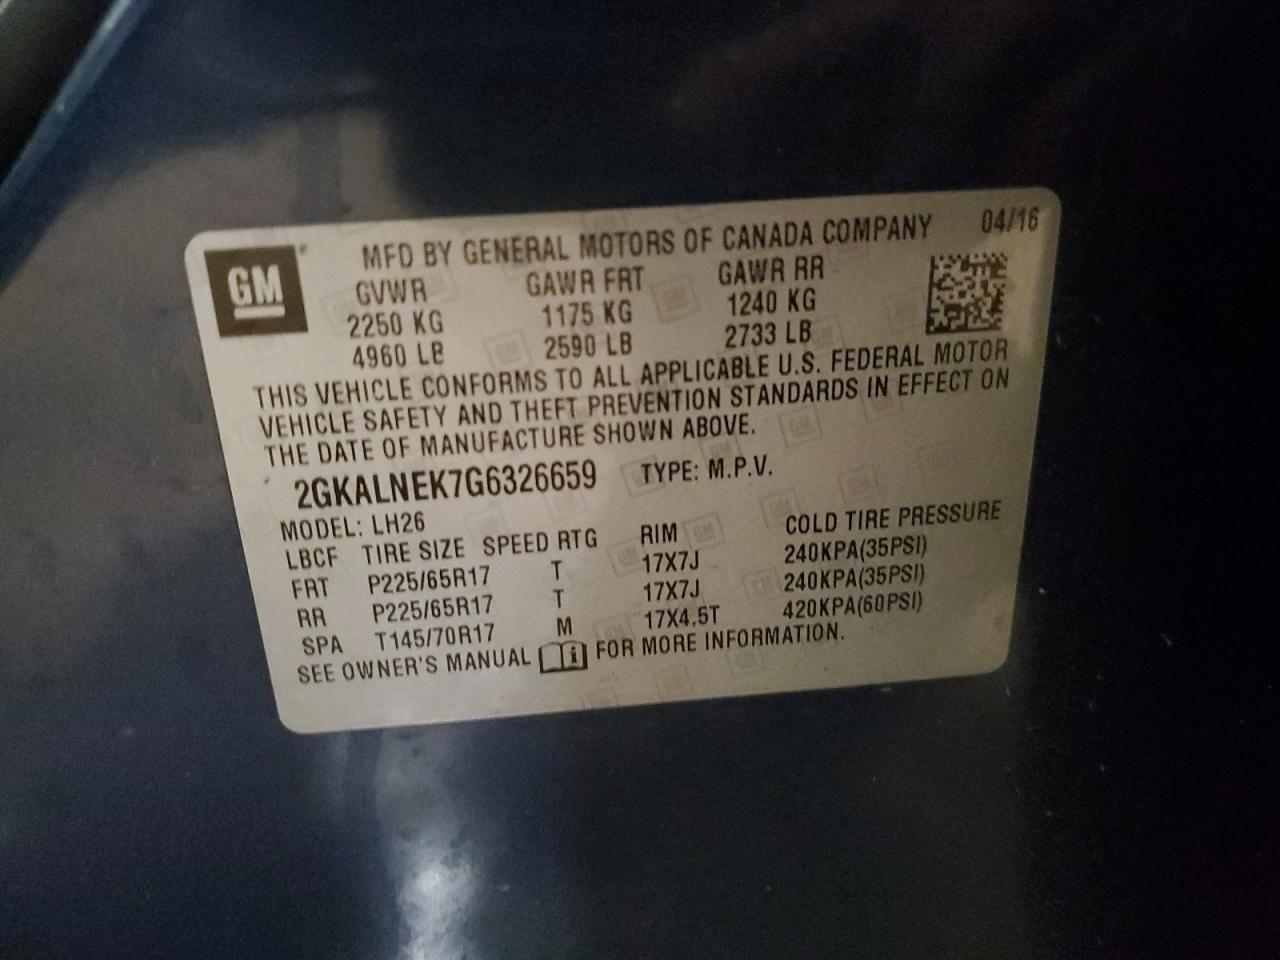 GM
MFD BY GENERAL MOTORS OF CANADA COMPANY 04/16
GVWR GAWR FRT GAWR RR
2250 KG 1175 KG 1240 KG
4960 LB 2590 LB 2733 LB
THIS VEHICLE CONFORMS TO ALL APPLICABLE U.S. FEDERAL MOTOR
VEHICLE SAFETY AND THEFT PREVENTION STANDARDS IN EFFECT ON
THE DATE OF MANUFACTURE SHOWN ABOVE.
2GKALNEK7G6326659 TYPE: M.P.V.
MODEL: LH26
LBCF TIRE SIZE SPEED RTG RIM COLD TIRE PRESSURE
FRT P225/65R17 T 17X7J 240KPA(35PSI)
RR P225/65R17 T 17X7J 240KPA(35PSI)
SPA T145/70R17 M 17X4.5T 420KPA(60PSI)
SEE OWNER'S MANUAL i FOR MORE INFORMATION.